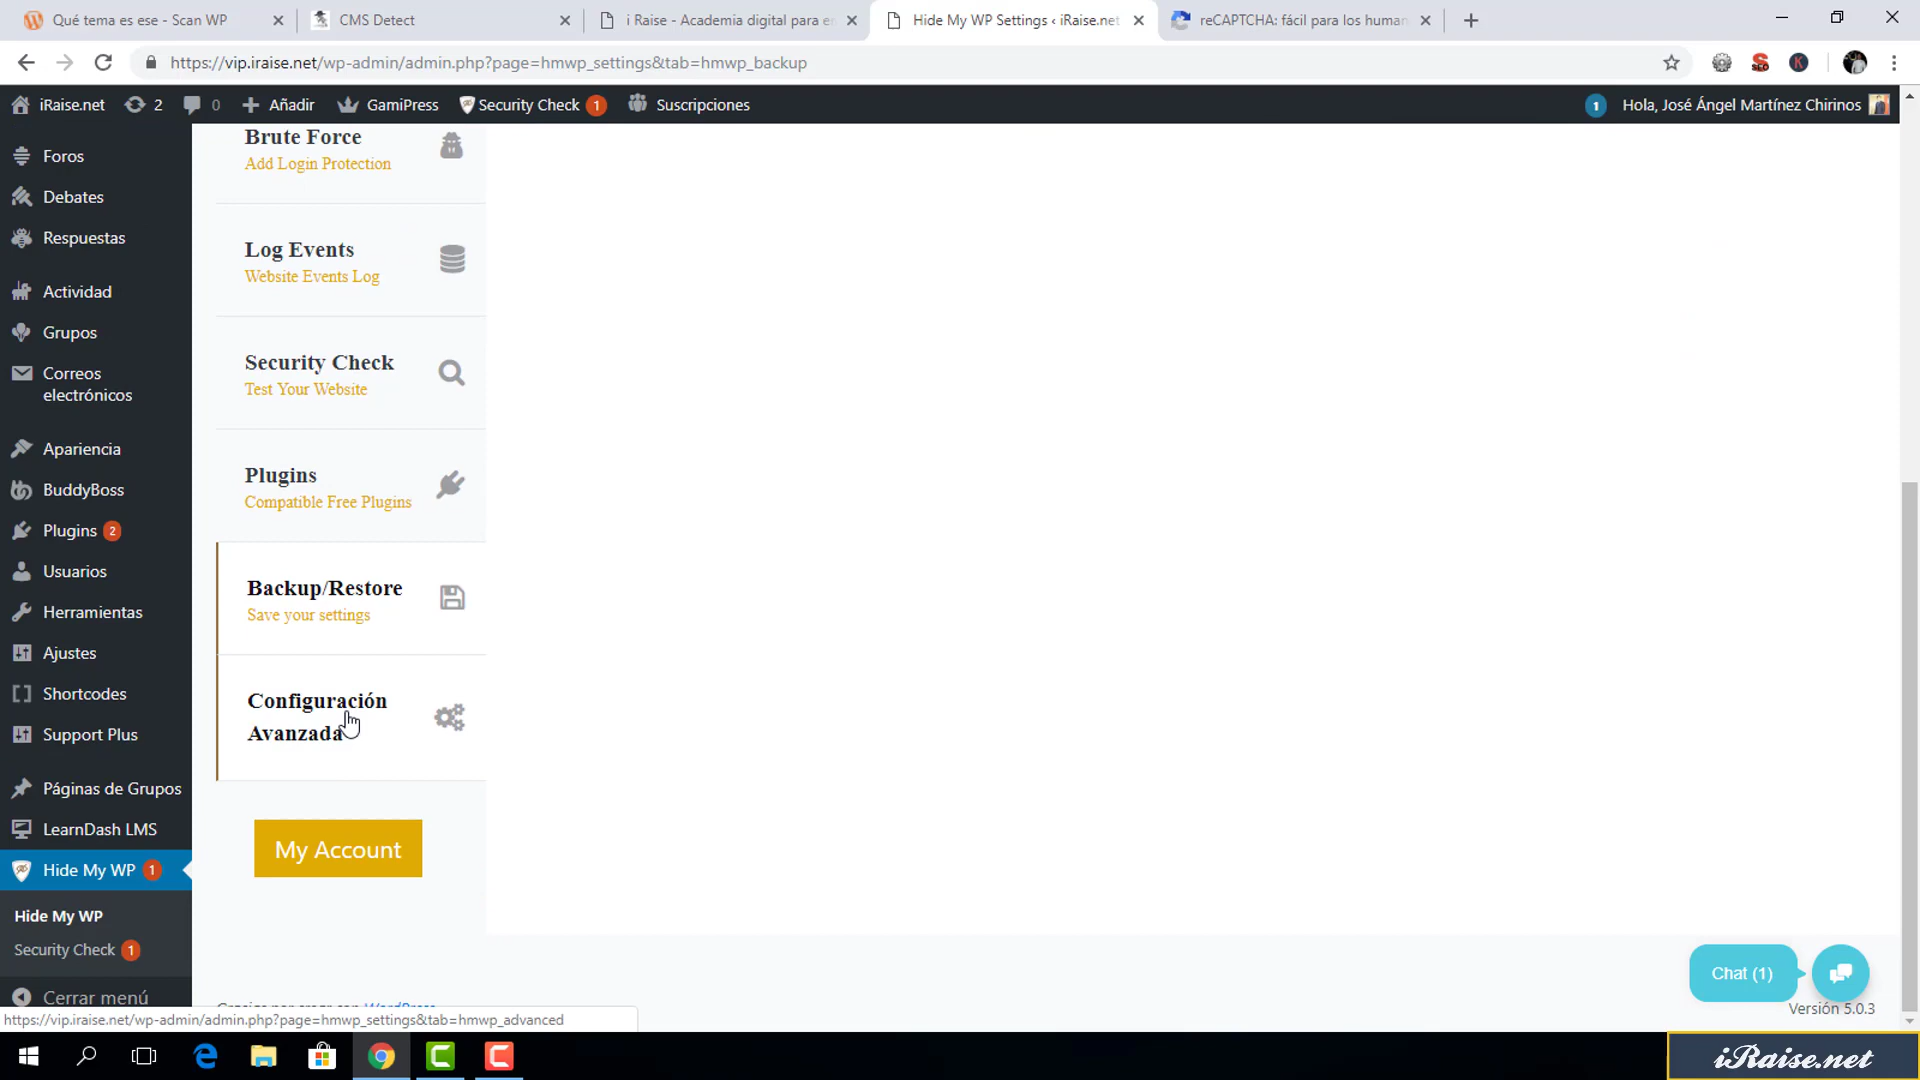 Qué tema es ese - Scan WP
CMS Detect
i Raise - Academia digital para e
Hide My WP Settings ‹ iRaise.net
reCAPTCHA: fácil para los human
https://vip.iraise.net/wp-admin/admin.php?page=hmwp_settings&tab=hmwp_backup
iRaise.net
2
0
Añadir
GamiPress
Security Check 1
Suscripciones
1
Hola, José Ángel Martínez Chirinos
Foros
Debates
Respuestas
Actividad
Grupos
Correos
electrónicos
Apariencia
BuddyBoss
Plugins 2
Usuarios
Herramientas
Ajustes
Shortcodes
Support Plus
Páginas de Grupos
LearnDash LMS
Hide My WP 1
Hide My WP
Security Check 1
Cerrar menú
Brute Force
Add Login Protection
Log Events
Website Events Log
Security Check
Test Your Website
Plugins
Compatible Free Plugins
Backup/Restore
Save your settings
Configuración
Avanzada
My Account
Chat (1)
Versión 5.0.3
https://vip.iraise.net/wp-admin/admin.php?page=hmwp_settings&tab=hmwp_advanced
iRaise.net